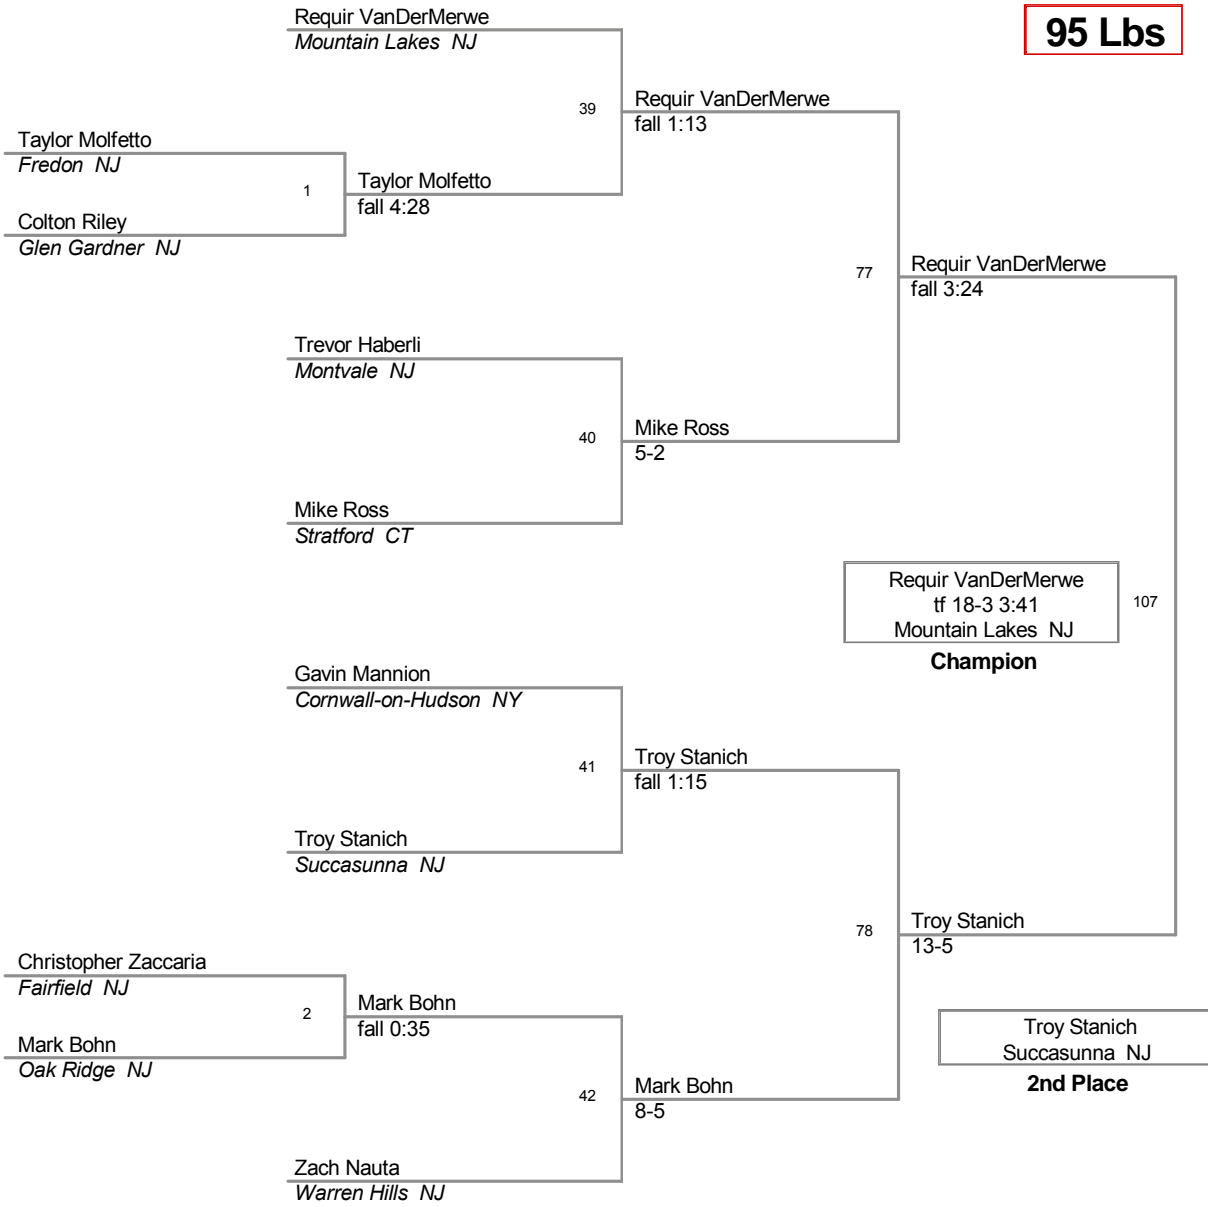 Requir VanDerMerwe
Mountain Lakes NJ
95 Lbs
39
Requir VanDerMerwe
fall 1:13
Taylor Molfetto
Fredon NJ
1
Taylor Molfetto
fall 4:28
Colton Riley
Glen Gardner NJ
77
Requir VanDerMerwe
fall 3:24
Trevor Haberli
Montvale NJ
40
Mike Ross
5-2
Mike Ross
Stratford CT
Requir VanDerMerwe
tf 18-3 3:41
Mountain Lakes NJ
107
Champion
Gavin Mannion
Cornwall-on-Hudson NY
41
Troy Stanich
fall 1:15
Troy Stanich
Succasunna NJ
78
Troy Stanich
13-5
Christopher Zaccaria
Fairfield NJ
2
Mark Bohn
fall 0:35
Mark Bohn
Oak Ridge NJ
Troy Stanich
Succasunna NJ
2nd Place
42
Mark Bohn
8-5
Zach Nauta
Warren Hills NJ